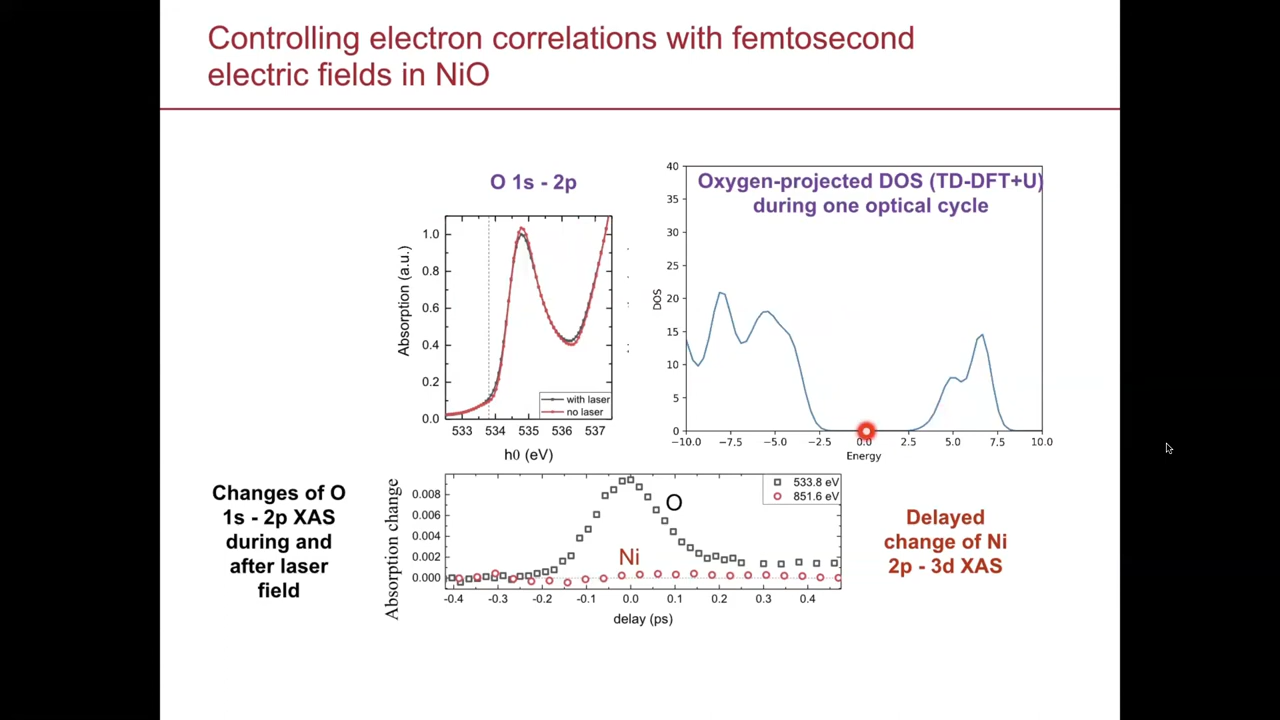 Controlling electron correlations with femtosecond
electric fields in NiO
O 1s - 2p
Absorption (a.u.)
1.0
0.8
0.6
0.4
0.2
0.0
with laser
no laser
533 534 535 536 537
hθ (eV)
Oxygen-projected DOS (TD-DFT+U)
during one optical cycle
DOS
40
35
30
25
20
15
10
5
0
−10.0 −7.5 −5.0 −2.5 0.0 2.5 5.0 7.5 10.0
Energy
Changes of O
1s - 2p XAS
during and
after laser
field
Absorption change
0.008
0.006
0.004
0.002
0.000
533.8 eV
851.6 eV
O
Ni
-0.4 -0.3 -0.2 -0.1 0.0 0.1 0.2 0.3 0.4
delay (ps)
Delayed
change of Ni
2p - 3d XAS